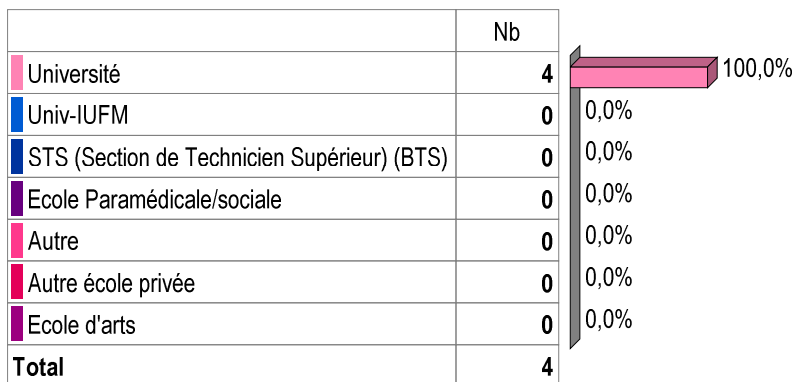 Nb
Université 4 100,0%
Univ-IUFM 0 0,0%
STS (Section de Technicien Supérieur) (BTS) 0 0,0%
Ecole Paramédicale/sociale 0 0,0%
Autre 0 0,0%
Autre école privée 0 0,0%
Ecole d'arts 0 0,0%
Total 4